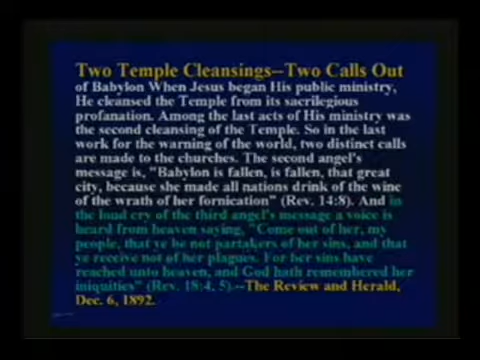 Two Temple Cleansings--Two Calls Out
of Babylon When Jesus began His public ministry,
He cleansed the Temple from its sacrilegious
profanation. Among the last acts of His ministry was
the second cleansing of the Temple. So in the last
work for the warning of the world, two distinct calls
are made to the churches. The second angel's
message is, "Babylon is fallen, is fallen, that great
city, because she made all nations drink of the wine
of the wrath of her fornication" (Rev. 14:8). And in
the loud cry of the third angel's message a voice is
heard from heaven saying, "Come out of her, my
people, that ye be not partakers of her sins, and that
ye receive not of her plagues. For her sins have
reached unto heaven, and God hath remembered her
iniquities" (Rev. 18:4, 5).--The Review and Herald,
Dec. 6, 1892.